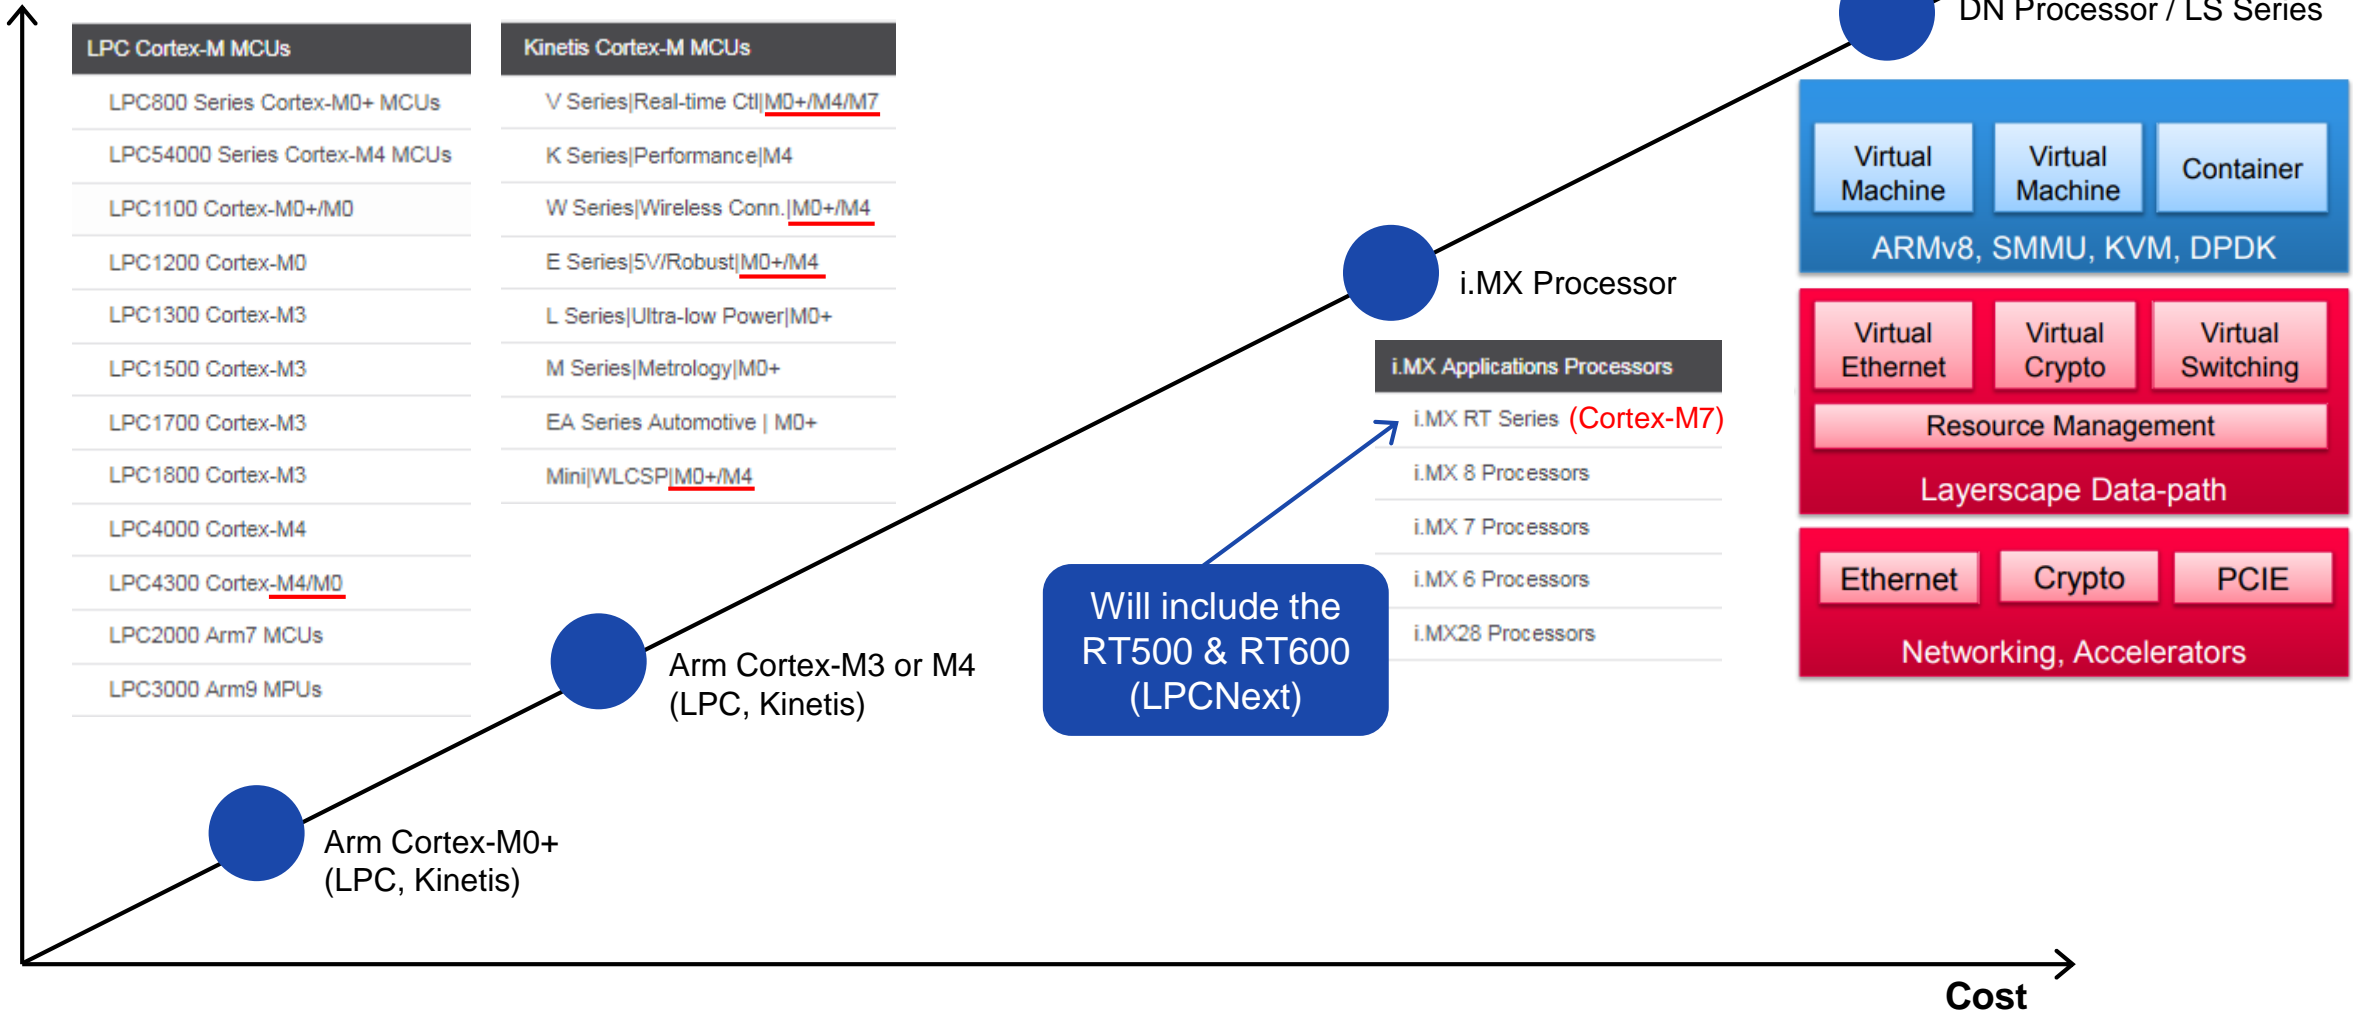 DN Processor / LS Series
LPC Cortex-M MCUs
LPC800 Series Cortex-M0+ MCUs
LPC54000 Series Cortex-M4 MCUs
LPC1100 Cortex-M0+/M0
LPC1200 Cortex-M0
LPC1300 Cortex-M3
LPC1500 Cortex-M3
LPC1700 Cortex-M3
LPC1800 Cortex-M3
LPC4000 Cortex-M4
LPC4300 Cortex-M4/M0
LPC2000 Arm7 MCUs
LPC3000 Arm9 MPUs
Kinetis Cortex-M MCUs
V Series|Real-time Ctl|M0+/M4/M7
K Series|Performance|M4
W Series|Wireless Conn.|M0+/M4
E Series|5V/Robust|M0+/M4
L Series|Ultra-low Power|M0+
M Series|Metrology|M0+
EA Series Automotive | M0+
Mini|WLCSP|M0+/M4
Arm Cortex-M0+
(LPC, Kinetis)
Arm Cortex-M3 or M4
(LPC, Kinetis)
i.MX Processor
i.MX Applications Processors
i.MX RT Series (Cortex-M7)
i.MX 8 Processors
i.MX 7 Processors
i.MX 6 Processors
i.MX28 Processors
Will include the
RT500 & RT600
(LPCNext)
Virtual
Machine
Virtual
Machine
Container
ARMv8, SMMU, KVM, DPDK
Virtual
Ethernet
Virtual
Crypto
Virtual
Switching
Resource Management
Layerscape Data-path
Ethernet
Crypto
PCIE
Networking, Accelerators
Cost